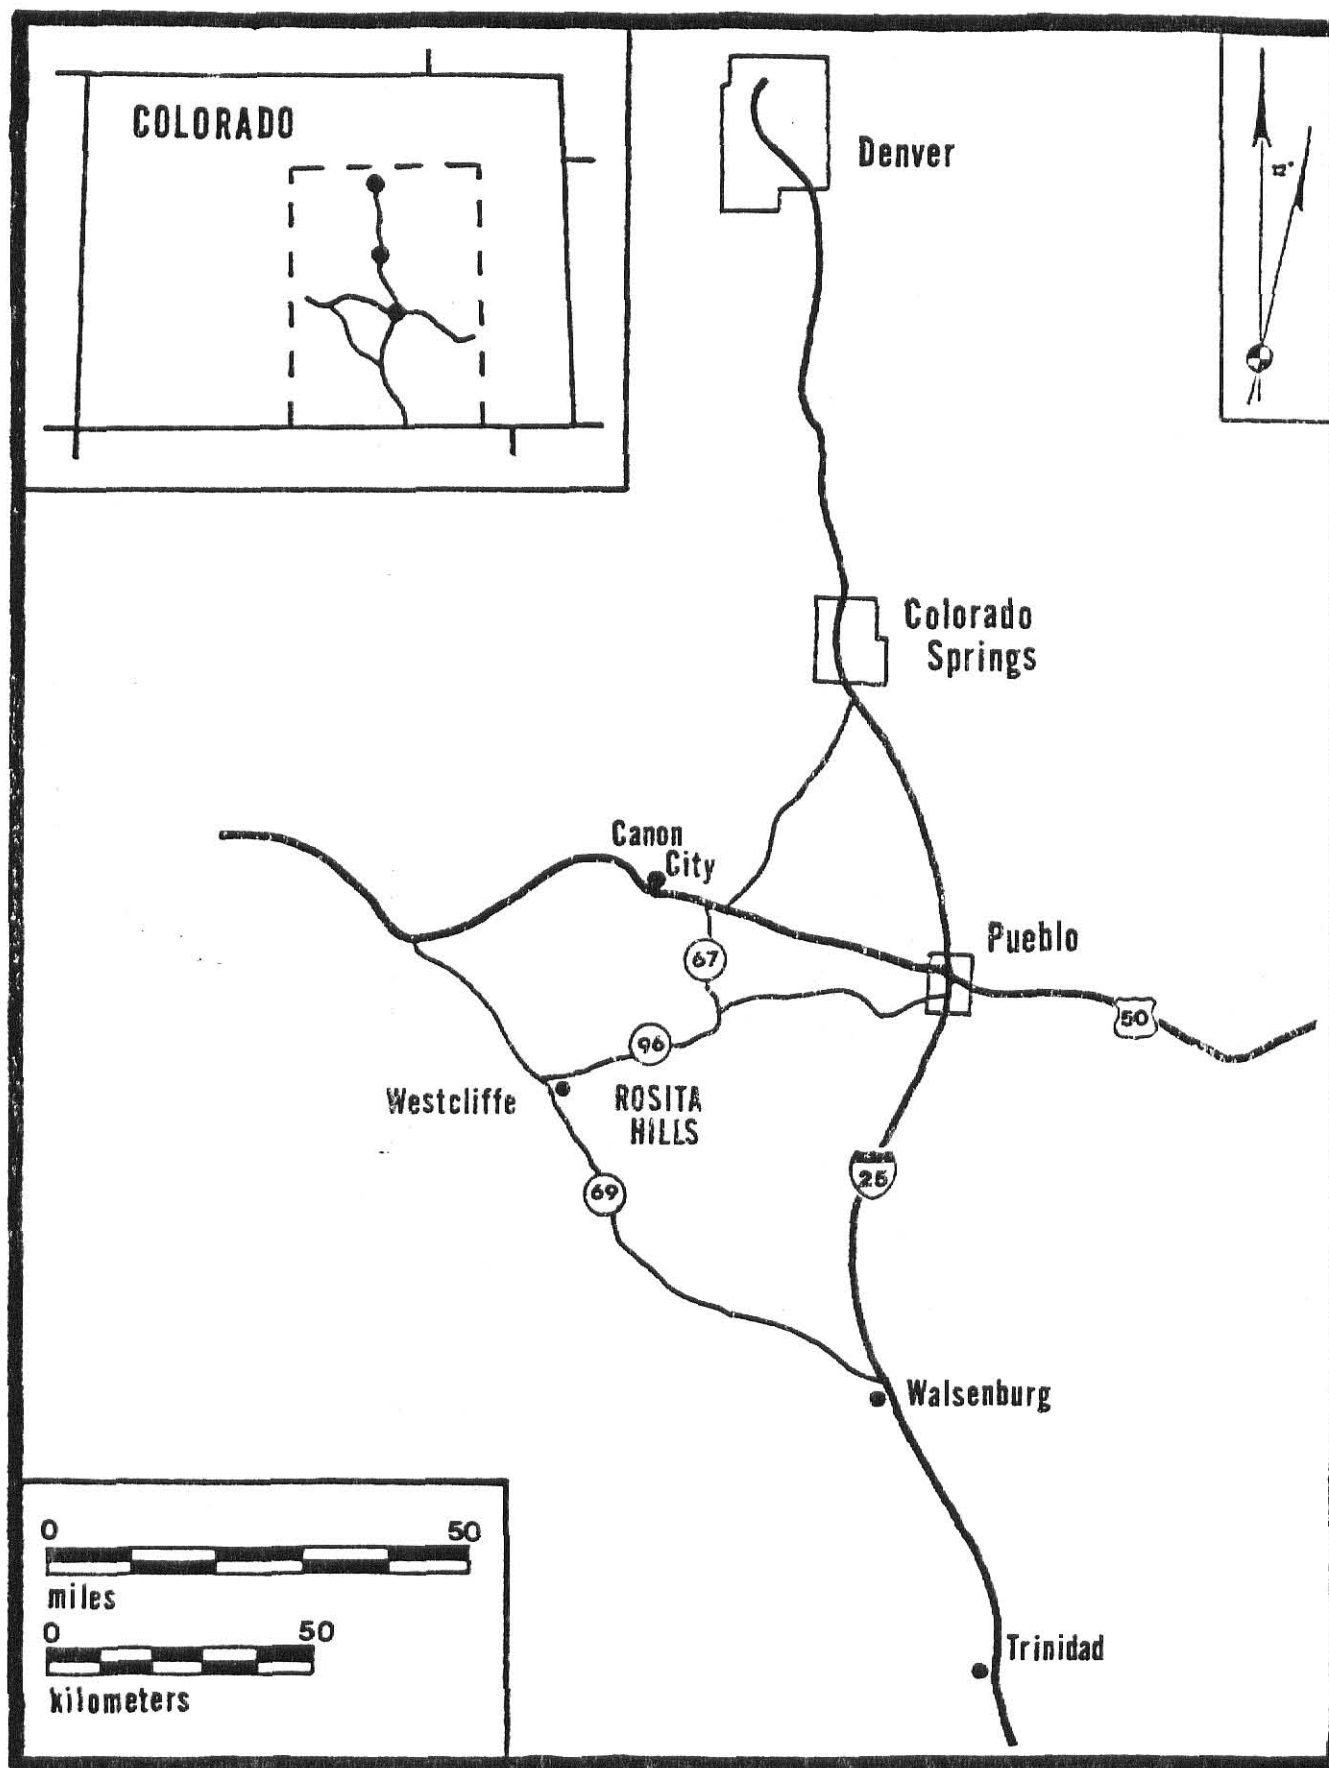 COLORADO
Denver
12°
Colorado
Springs
Canon
City
67
Pueblo
50
96
Westcliffe
ROSITA
HILLS
25
69
Walsenburg
0 50
miles
0 50
kilometers
Trinidad